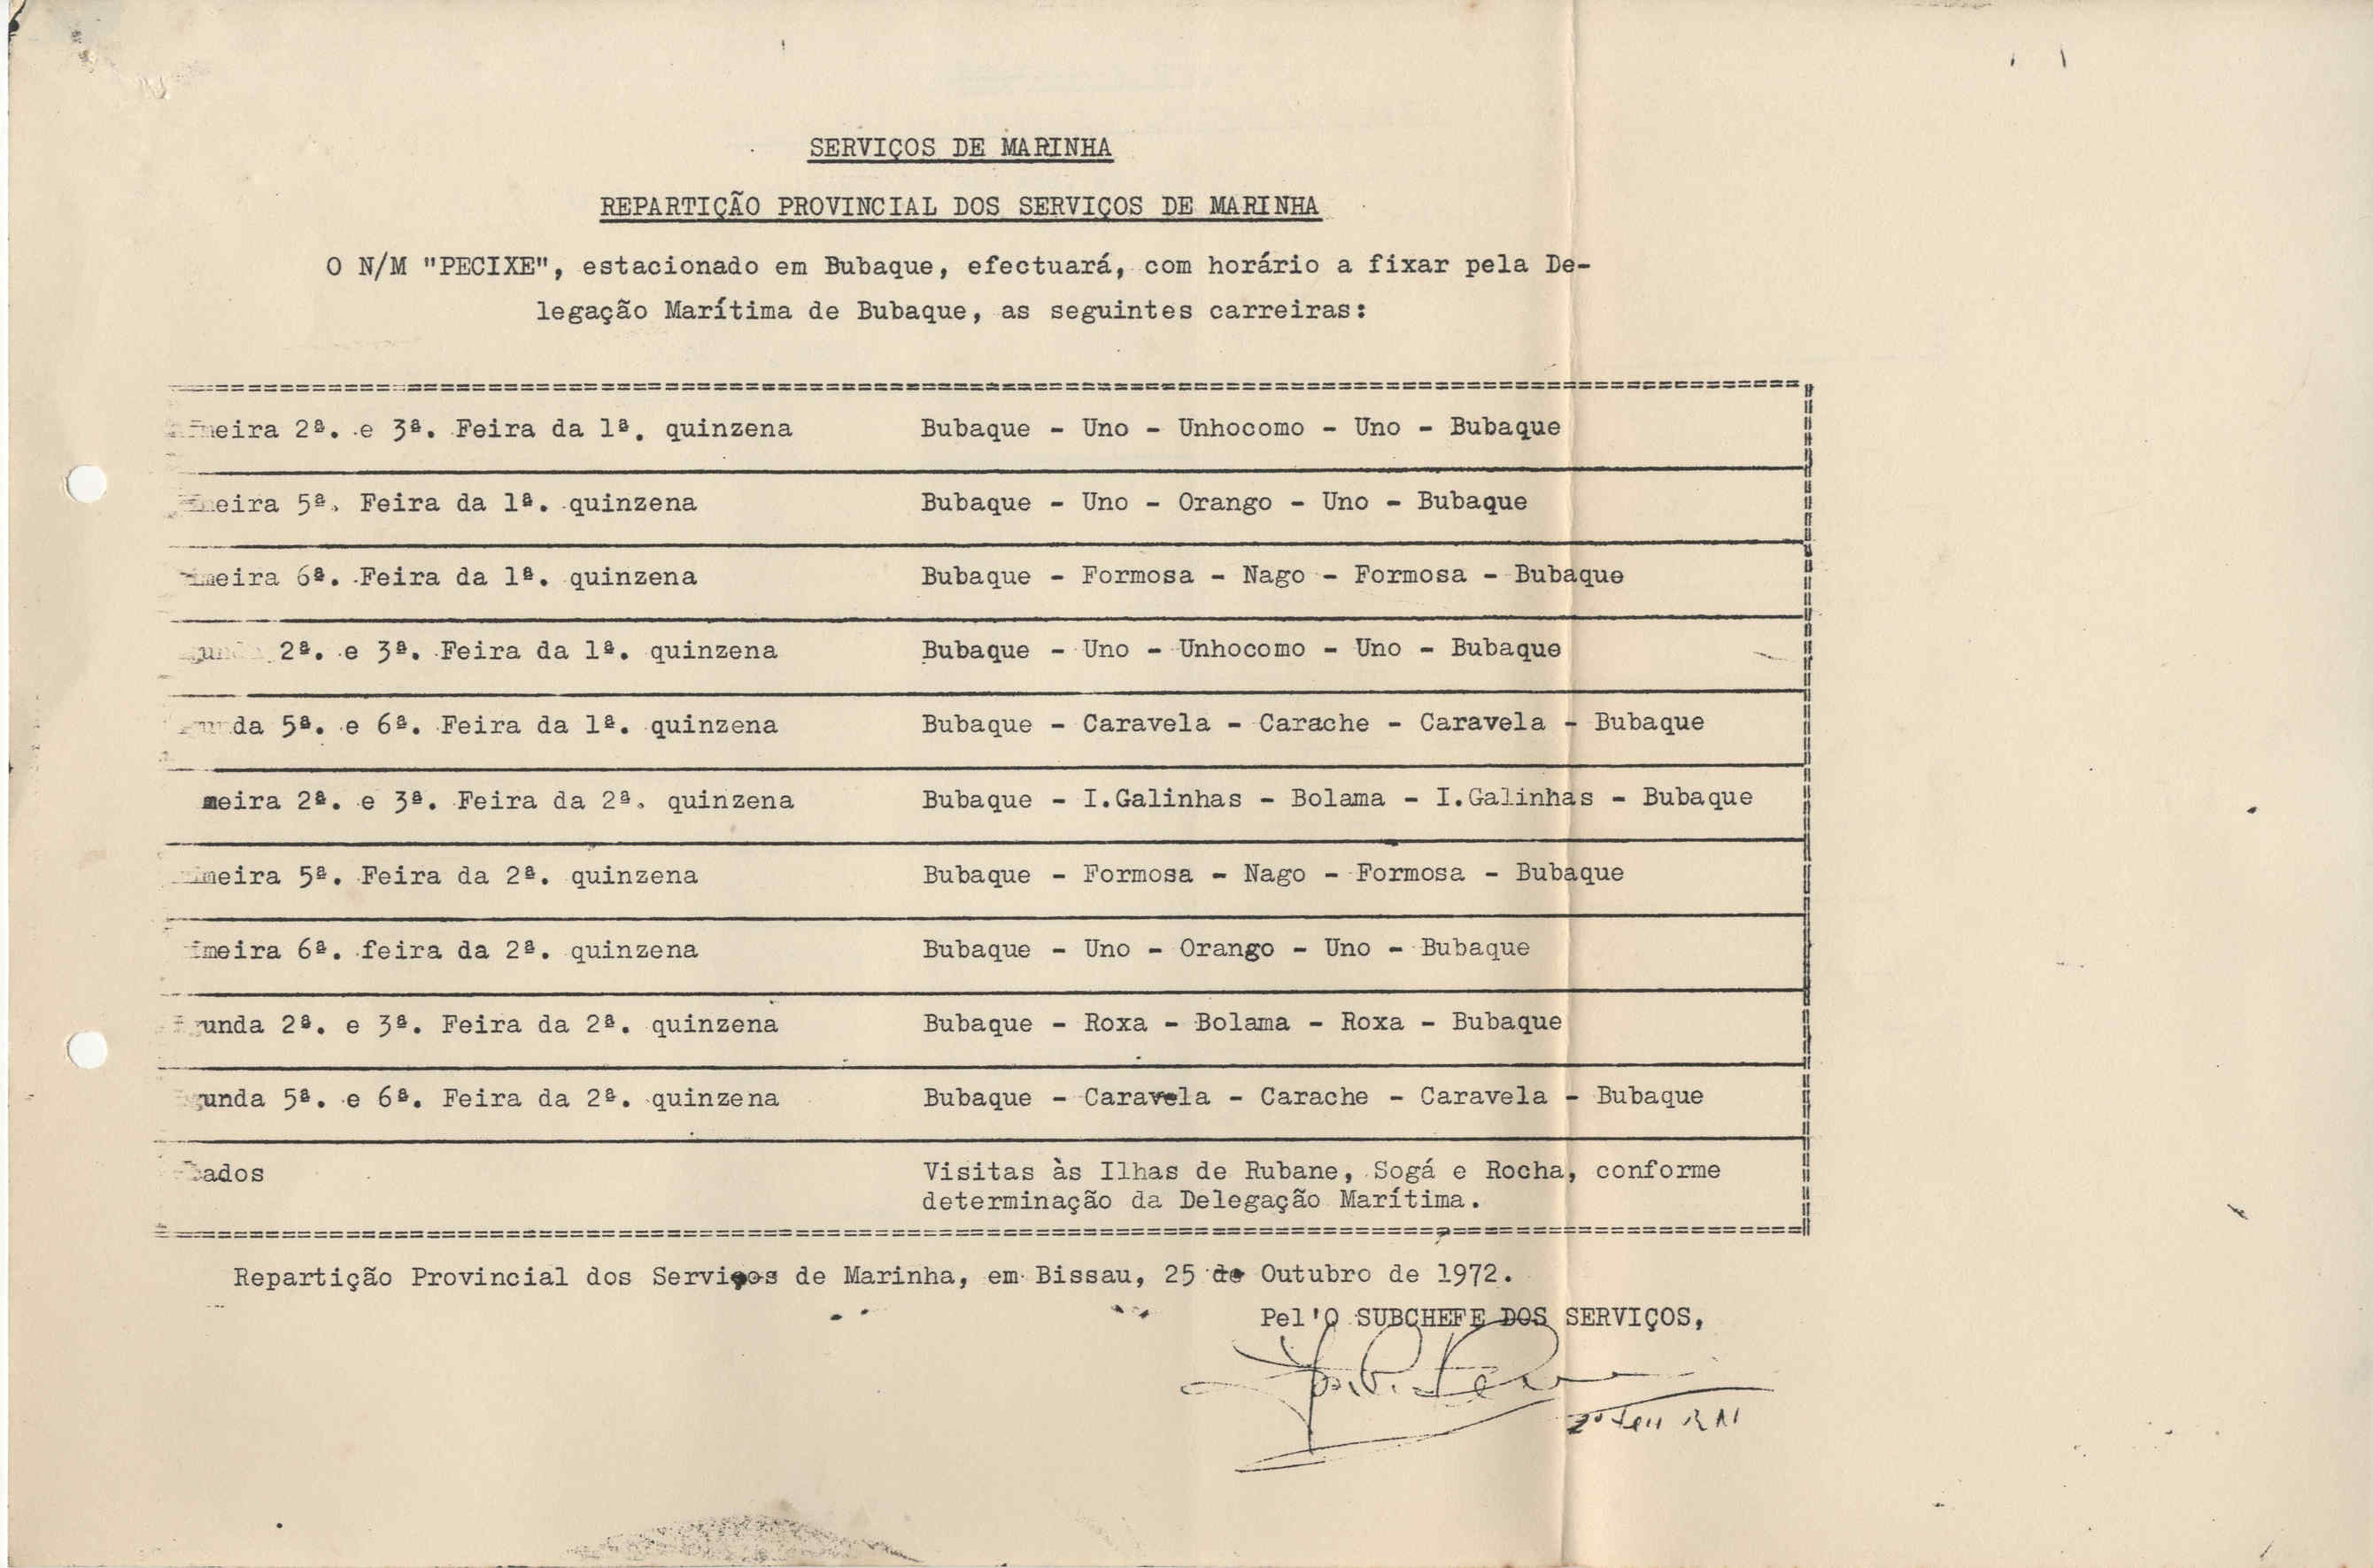 SERVIÇOS DE MARINHA
REPARTIÇÃO PROVINCIAL DOS SERVIÇOS DE MARINHA
O N/M "PECIXE", estacionado em Bubaque, efectuará, com horário a fixar pela De-
legação Marítima de Bubaque, as seguintes carreiras:
meira 2ª. e 3ª. Feira da 1ª. quinzena Bubaque - Uno - Unhocomo - Uno - Bubaque
meira 5ª. Feira da 1ª. quinzena Bubaque - Uno - Orango - Uno - Bubaque
imeira 6ª. Feira da 1ª. quinzena Bubaque - Formosa - Nago - Formosa - Bubaque
gunda 2ª. e 3ª. Feira da 1ª. quinzena Bubaque - Uno - Unhocomo - Uno - Bubaque
gunda 5ª. e 6ª. Feira da 1ª. quinzena Bubaque - Caravela - Carache - Caravela - Bubaque
meira 2ª. e 3ª. Feira da 2ª. quinzena Bubaque - I.Galinhas - Bolama - I.Galinhas - Bubaque
imeira 5ª. Feira da 2ª. quinzena Bubaque - Formosa - Nago - Formosa - Bubaque
imeira 6ª. feira da 2ª. quinzena Bubaque - Uno - Orango - Uno - Bubaque
gunda 2ª. e 3ª. Feira da 2ª. quinzena Bubaque - Roxa - Bolama - Roxa - Bubaque
gunda 5ª. e 6ª. Feira da 2ª. quinzena Bubaque - Caravela - Carache - Caravela - Bubaque
bados Visitas às Ilhas de Rubane, Sogá e Rocha, conforme
determinação da Delegação Marítima.
Repartição Provincial dos Serviços de Marinha, em Bissau, 25 de Outubro de 1972.
Pel'O SUBCHEFE DOS SERVIÇOS,